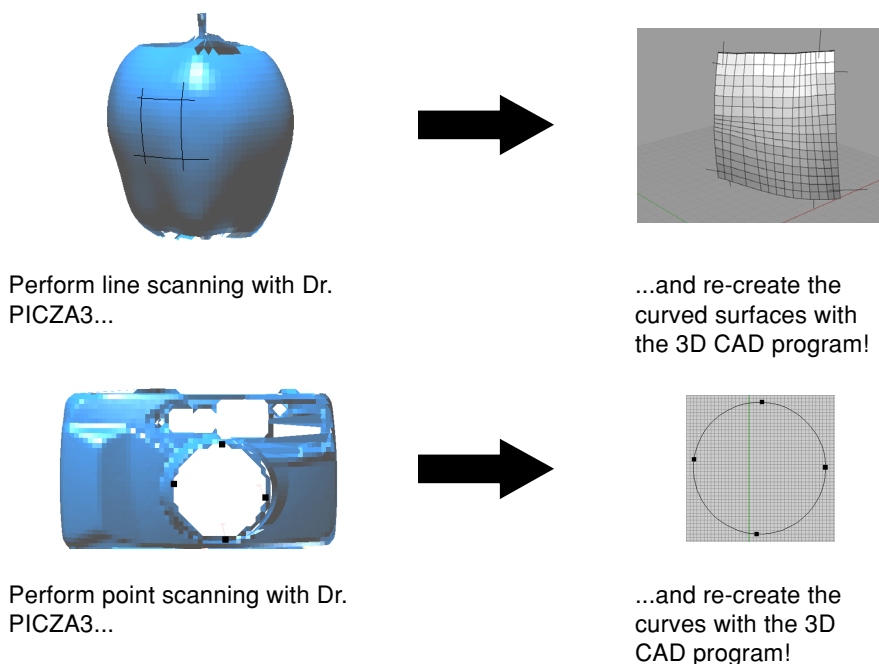 Perform line scanning with Dr.
PICZA3...
...and re-create the
curved surfaces with
the 3D CAD program!
Perform point scanning with Dr.
PICZA3...
...and re-create the
curves with the 3D
CAD program!